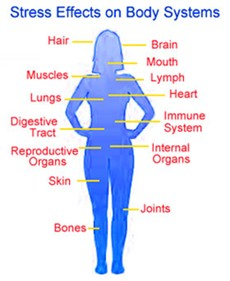 Stress Effects on Body Systems
Hair
Brain
Mouth
Muscles
Lymph
Lungs
Heart
Digestive
Tract
Immune
System
Reproductive
Organs
Internal
Organs
Skin
Joints
Bones